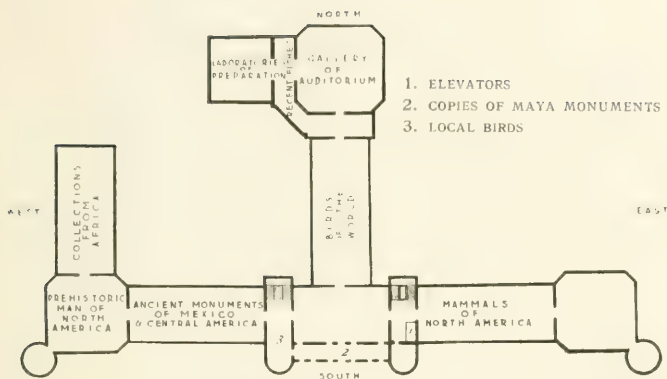 NORTH
LABORATORIES
OF
PREPARATION
RECENT FISHES
GALLERY
OF
AUDITORIUM
1. ELEVATORS
2. COPIES OF MAYA MONUMENTS
3. LOCAL BIRDS
COLLECTIONS
FROM
AFRICA
WEST
BIRDS
OF THE
WORLD
EAST
PREHISTORIC
MAN OF
NORTH
AMERICA
ANCIENT MONUMENTS
OF MEXICO
& CENTRAL AMERICA
3
2
MAMMALS
OF
NORTH AMERICA
SOUTH